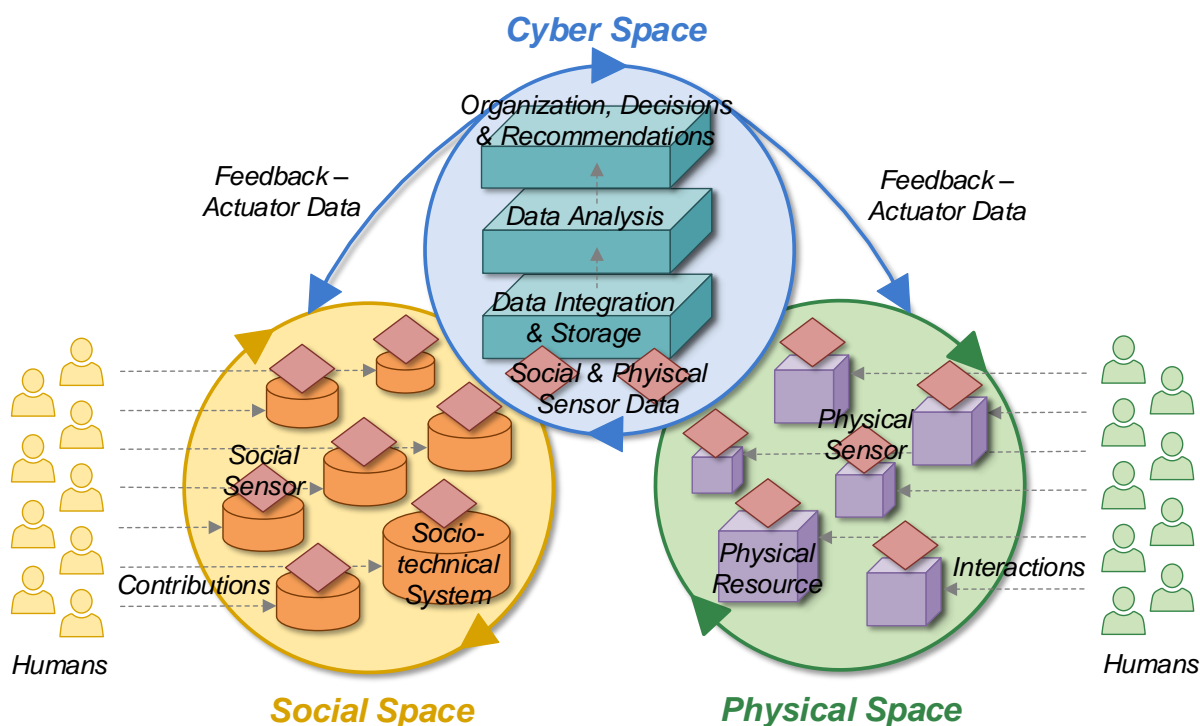 Cyber Space
Organization, Decisions
& Recommendations
Feedback –
Actuator Data
Feedback –
Actuator Data
Data Analysis
Data Integration
& Storage
Social & Phyiscal
Sensor Data
Social
Sensor
Physical
Sensor
Socio-
technical
System
Physical
Resource
Contributions
Interactions
Humans
Humans
Social Space
Physical Space